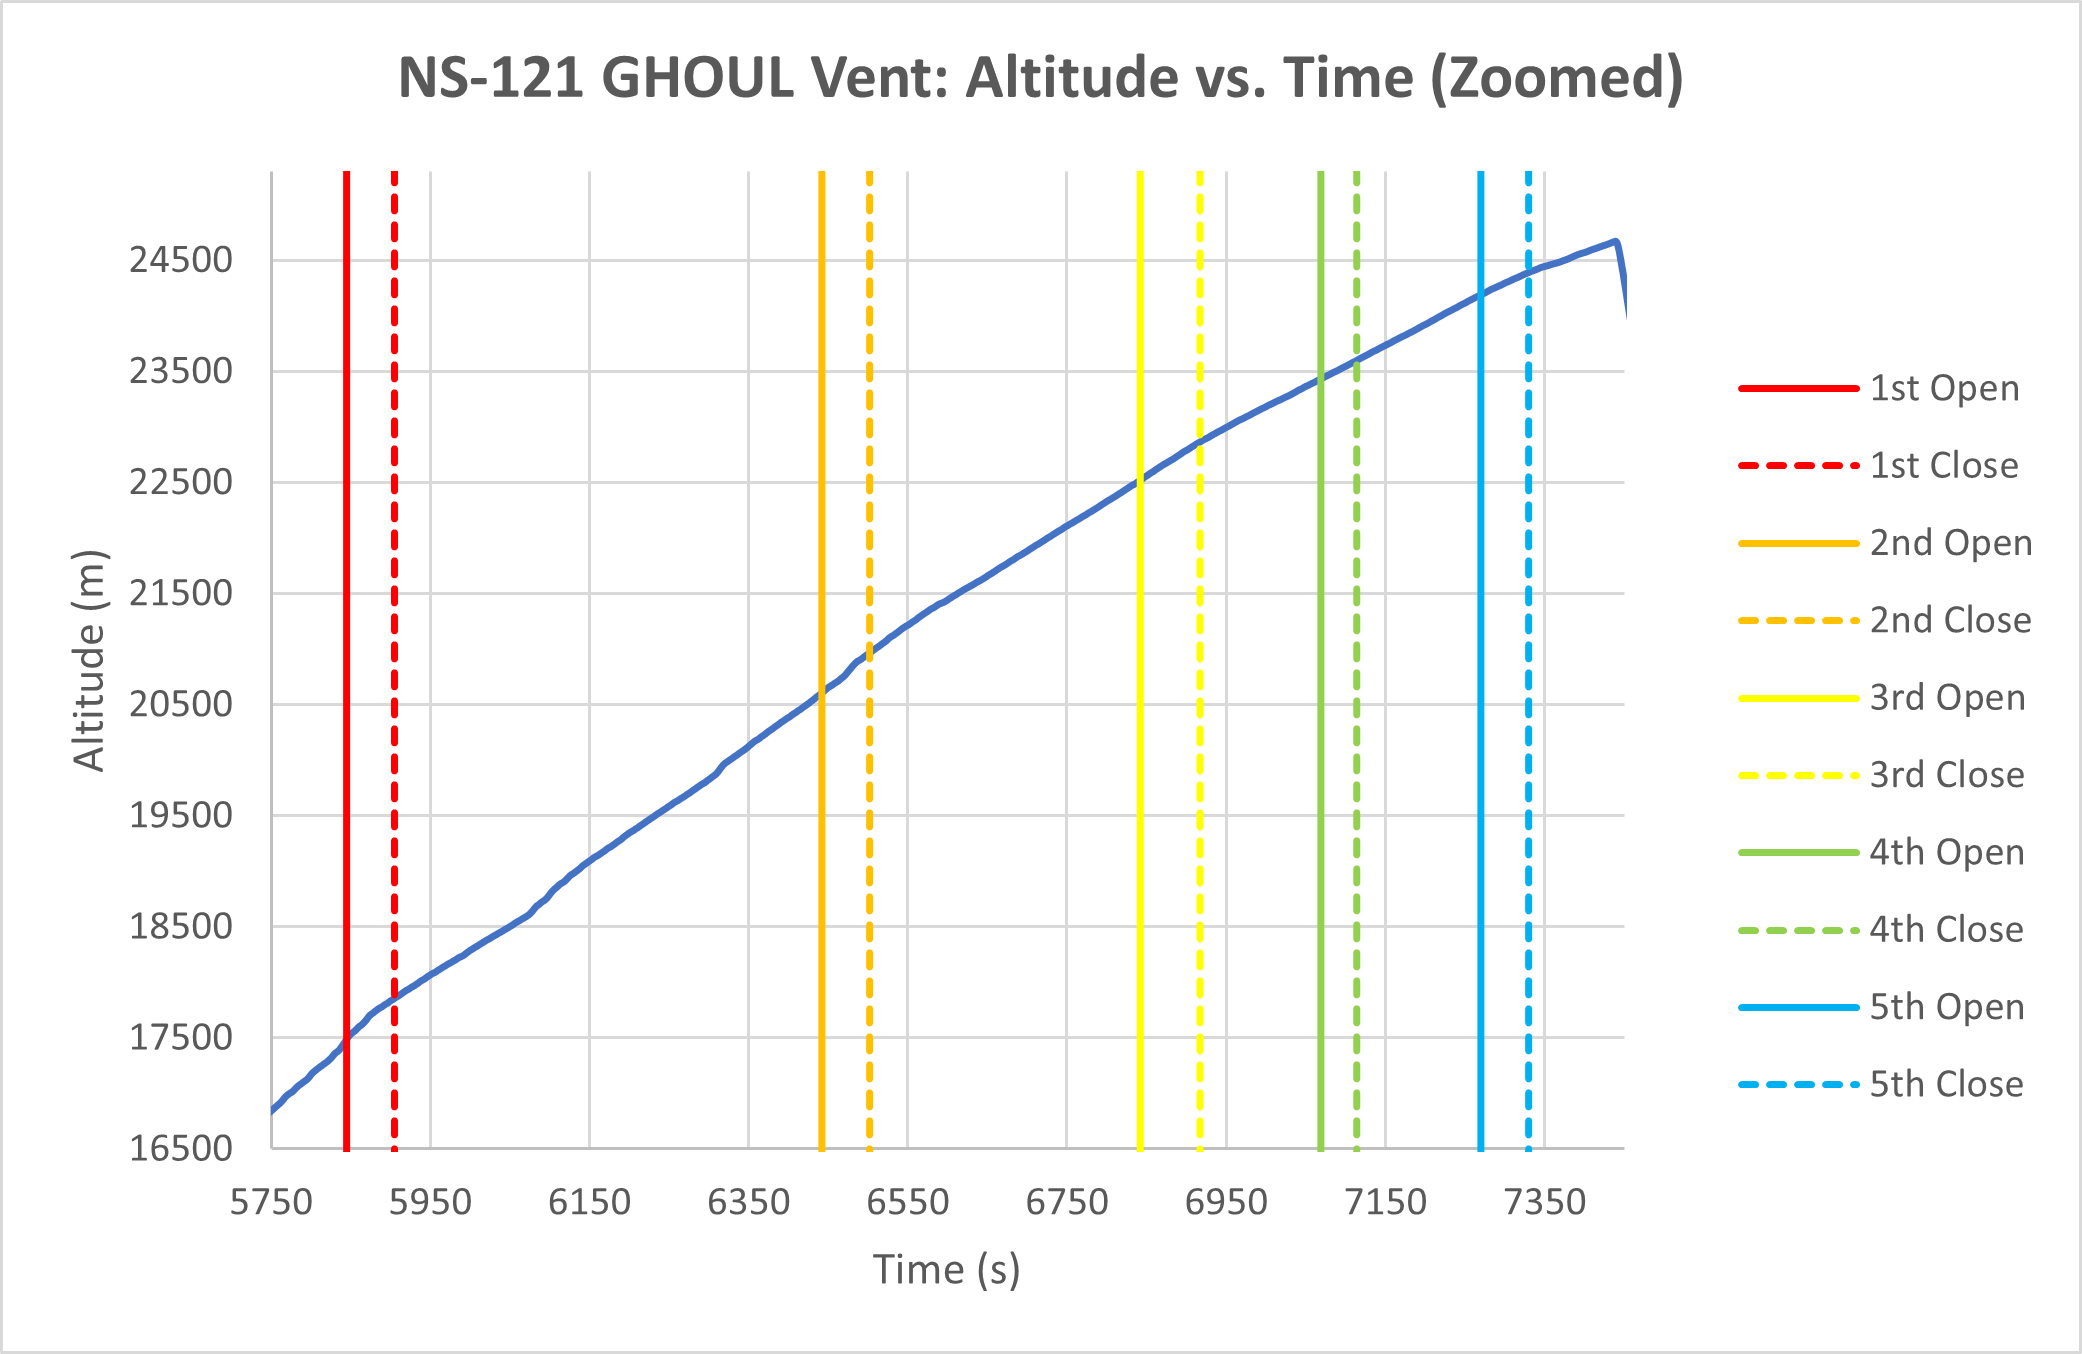 NS-121 GHOUL Vent: Altitude vs. Time (Zoomed)
Altitude (m)
24500
23500
22500
21500
20500
19500
18500
17500
16500
5750 5950 6150 6350 6550 6750 6950 7150 7350
Time (s)
1st Open
1st Close
2nd Open
2nd Close
3rd Open
3rd Close
4th Open
4th Close
5th Open
5th Close